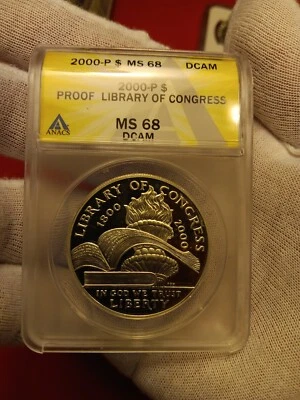 2000-P $ MS 68 DCAM
2000-P $
PROOF LIBRARY OF CONGRESS
ANACS
MS 68
DCAM
LIBRARY OF CONGRESS
1800 2000
IN GOD WE TRUST
LIBERTY